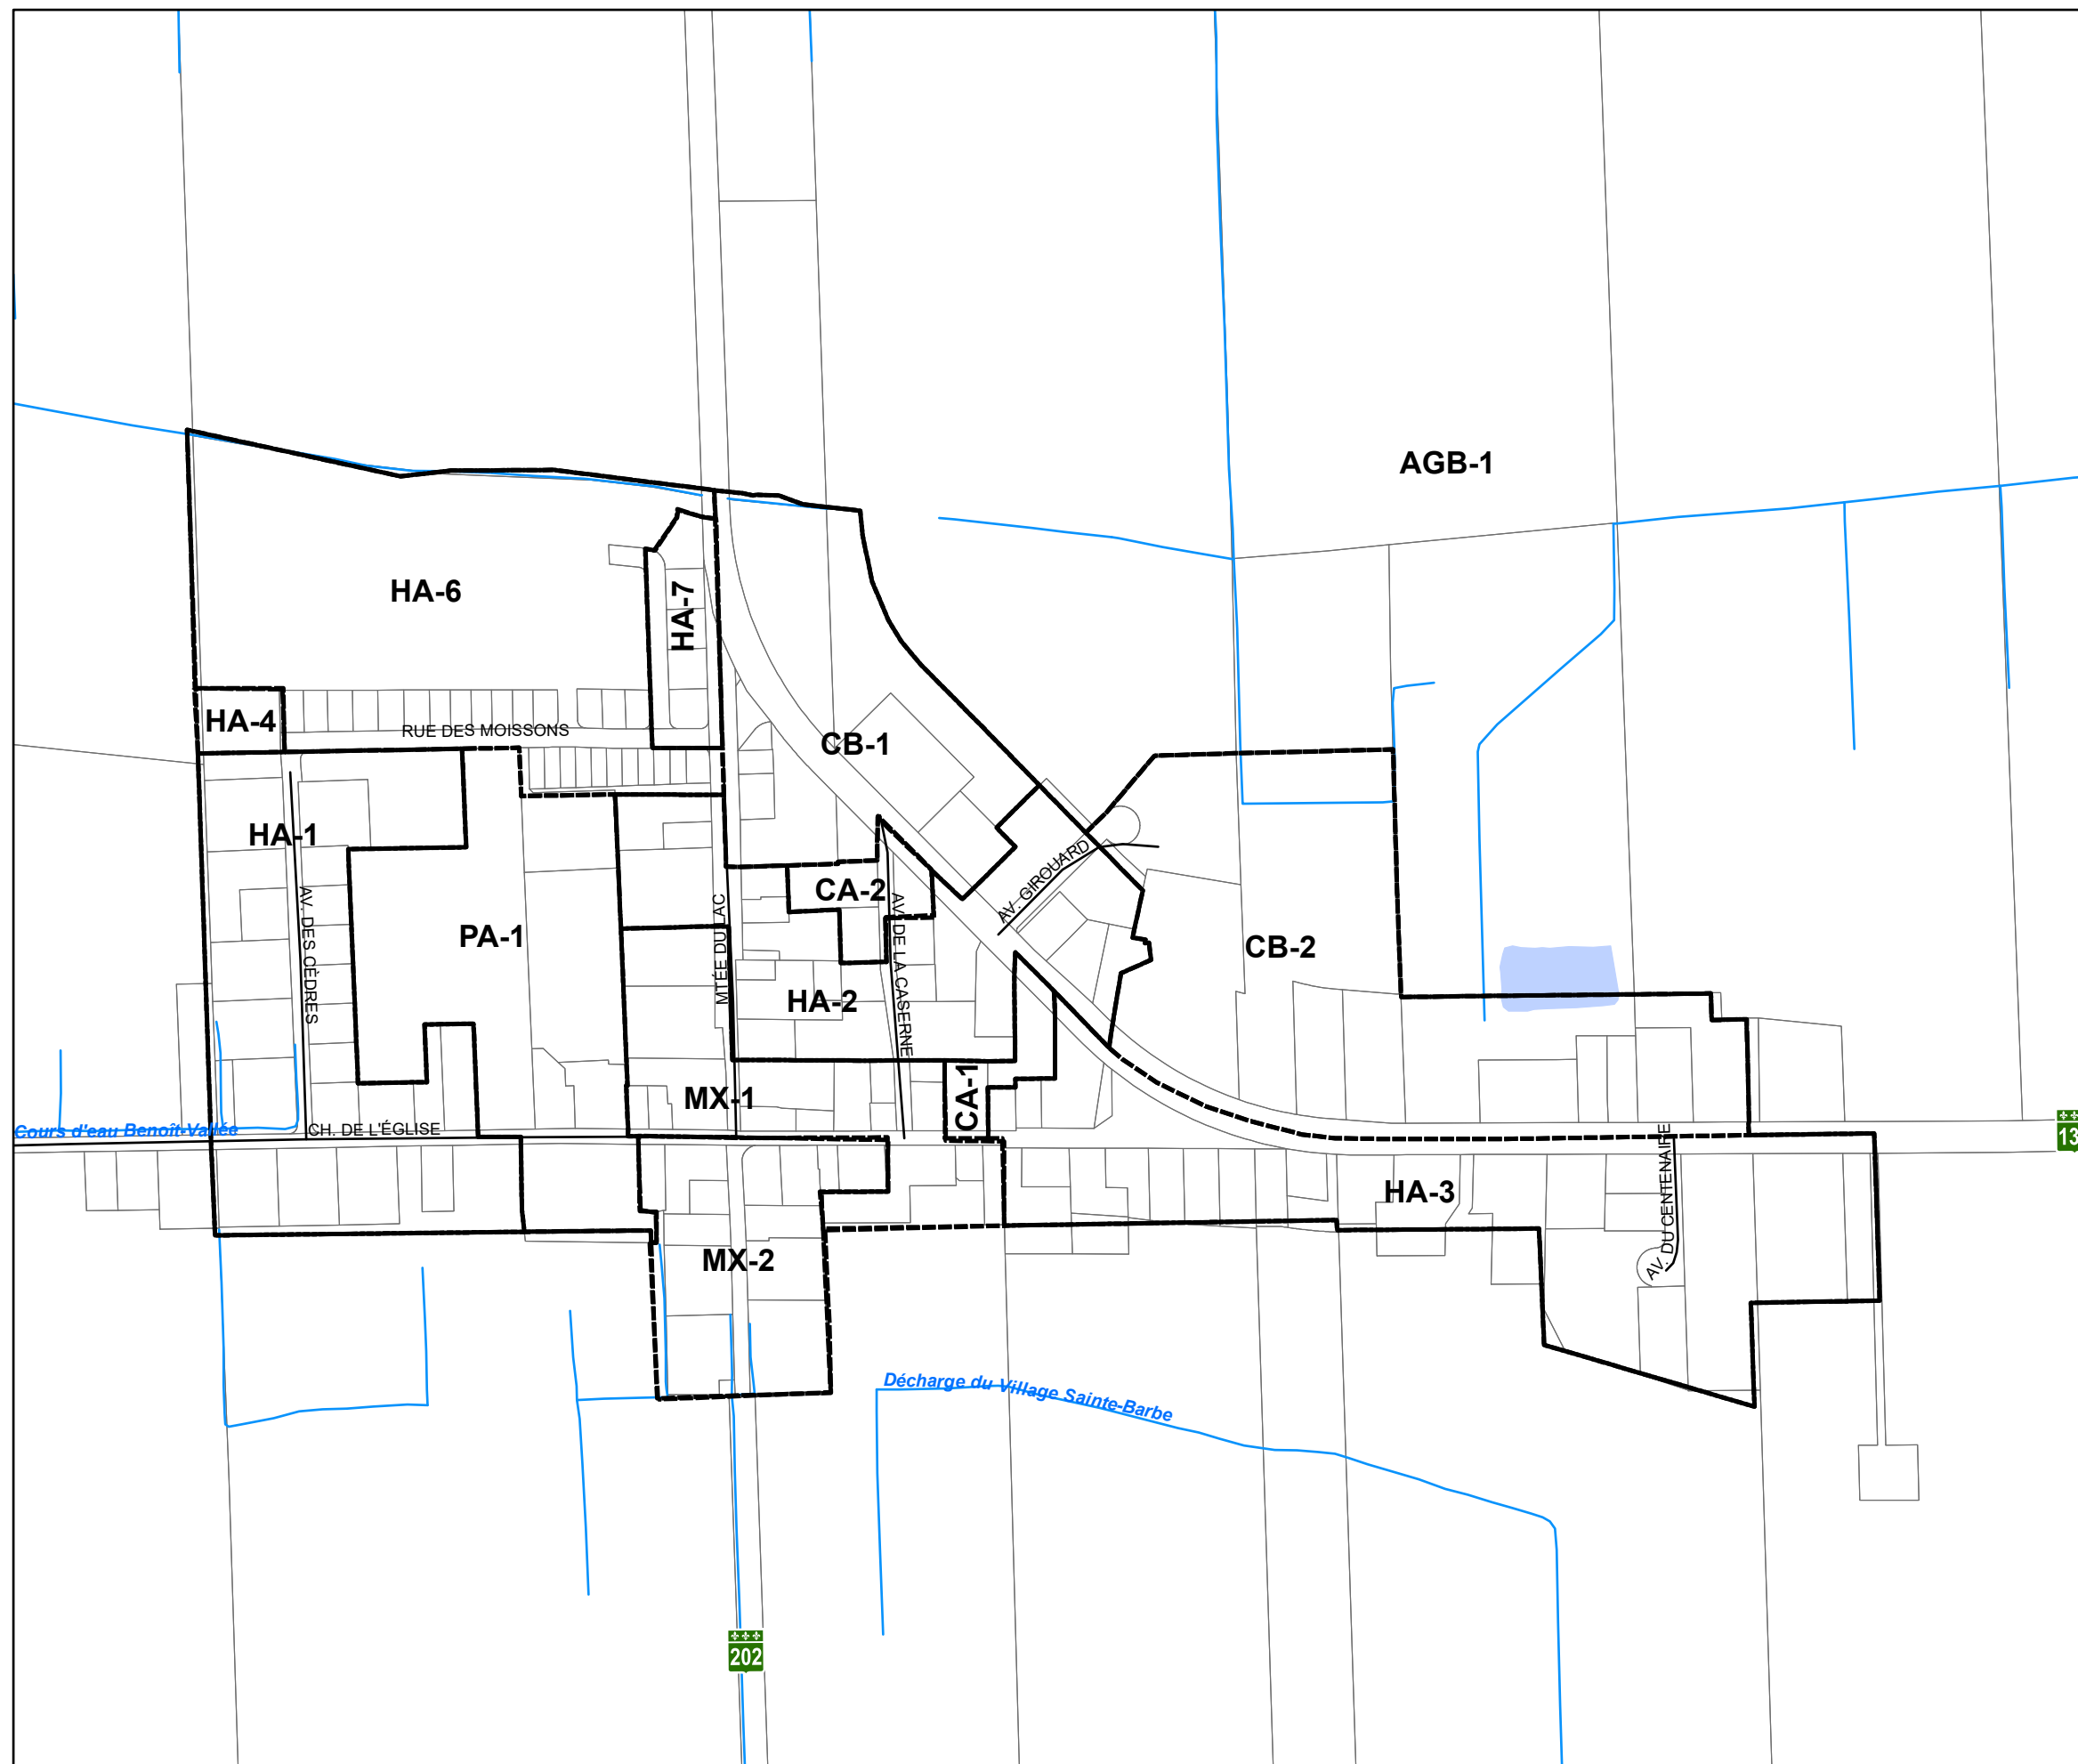 AGB-1
HA-6
HA-7
HA-4
RUE DES MOISSONS
CB-1
HA-1
AV. GIROUARD
CA-2
AV. DES CÈDRES
MTÉE DU LAC
AV. DE LA CASERNE
PA-1
CB-2
HA-2
MX-1
CA-1
Cours d'eau Benoît-Vallée
CH. DE L'ÉGLISE
13
HA-3
AV. DU CENTENAIRE
MX-2
Décharge du Village Sainte-Barbe
202